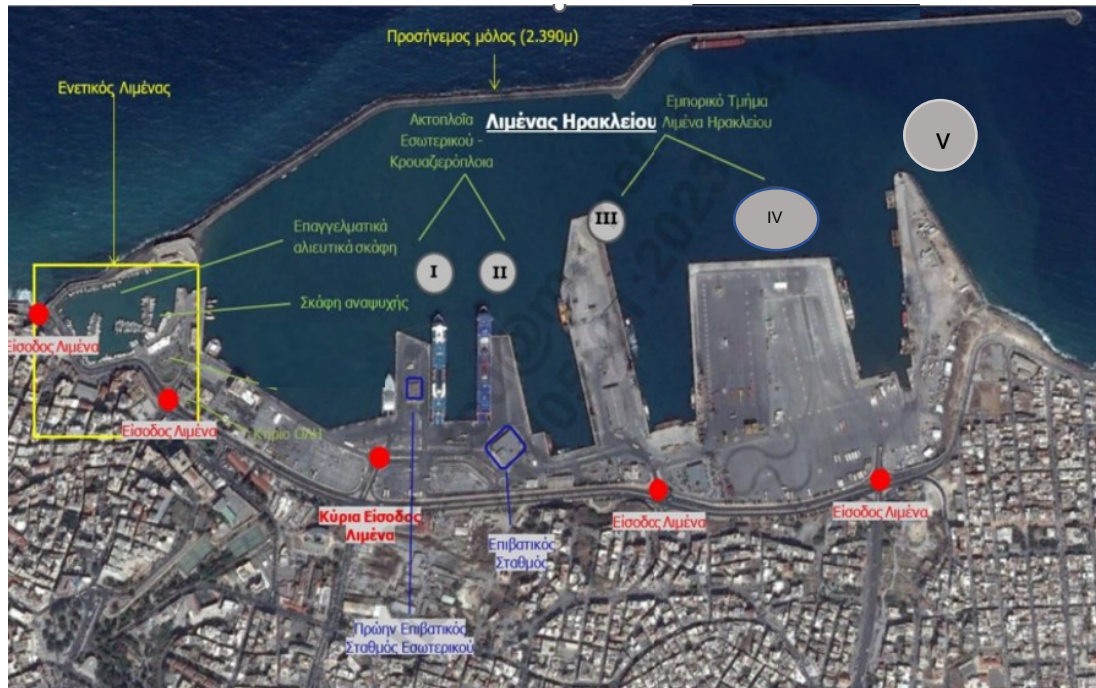 Προσήνεμος μόλος (2.390μ)
Ενετικός Λιμένας
Ακτοπλοΐα
Εσωτερικού -
Κρουαζιερόπλοια
Λιμένας Ηρακλείου
Εμπορικό Τμήμα
Λιμένα Ηρακλείου
V
Επαγγελματικά
αλιευτικά σκάφη
III
IV
I
II
Σκάφη αναψυχής
Είσοδος Λιμένα
Είσοδος Λιμένα
Κτίριο ΟΛΗ
Κύρια Είσοδος
Λιμένα
Είσοδος Λιμένα
Είσοδος Λιμένα
Επιβατικός
Σταθμός
Πρώην Επιβατικός
Σταθμός Εσωτερικού